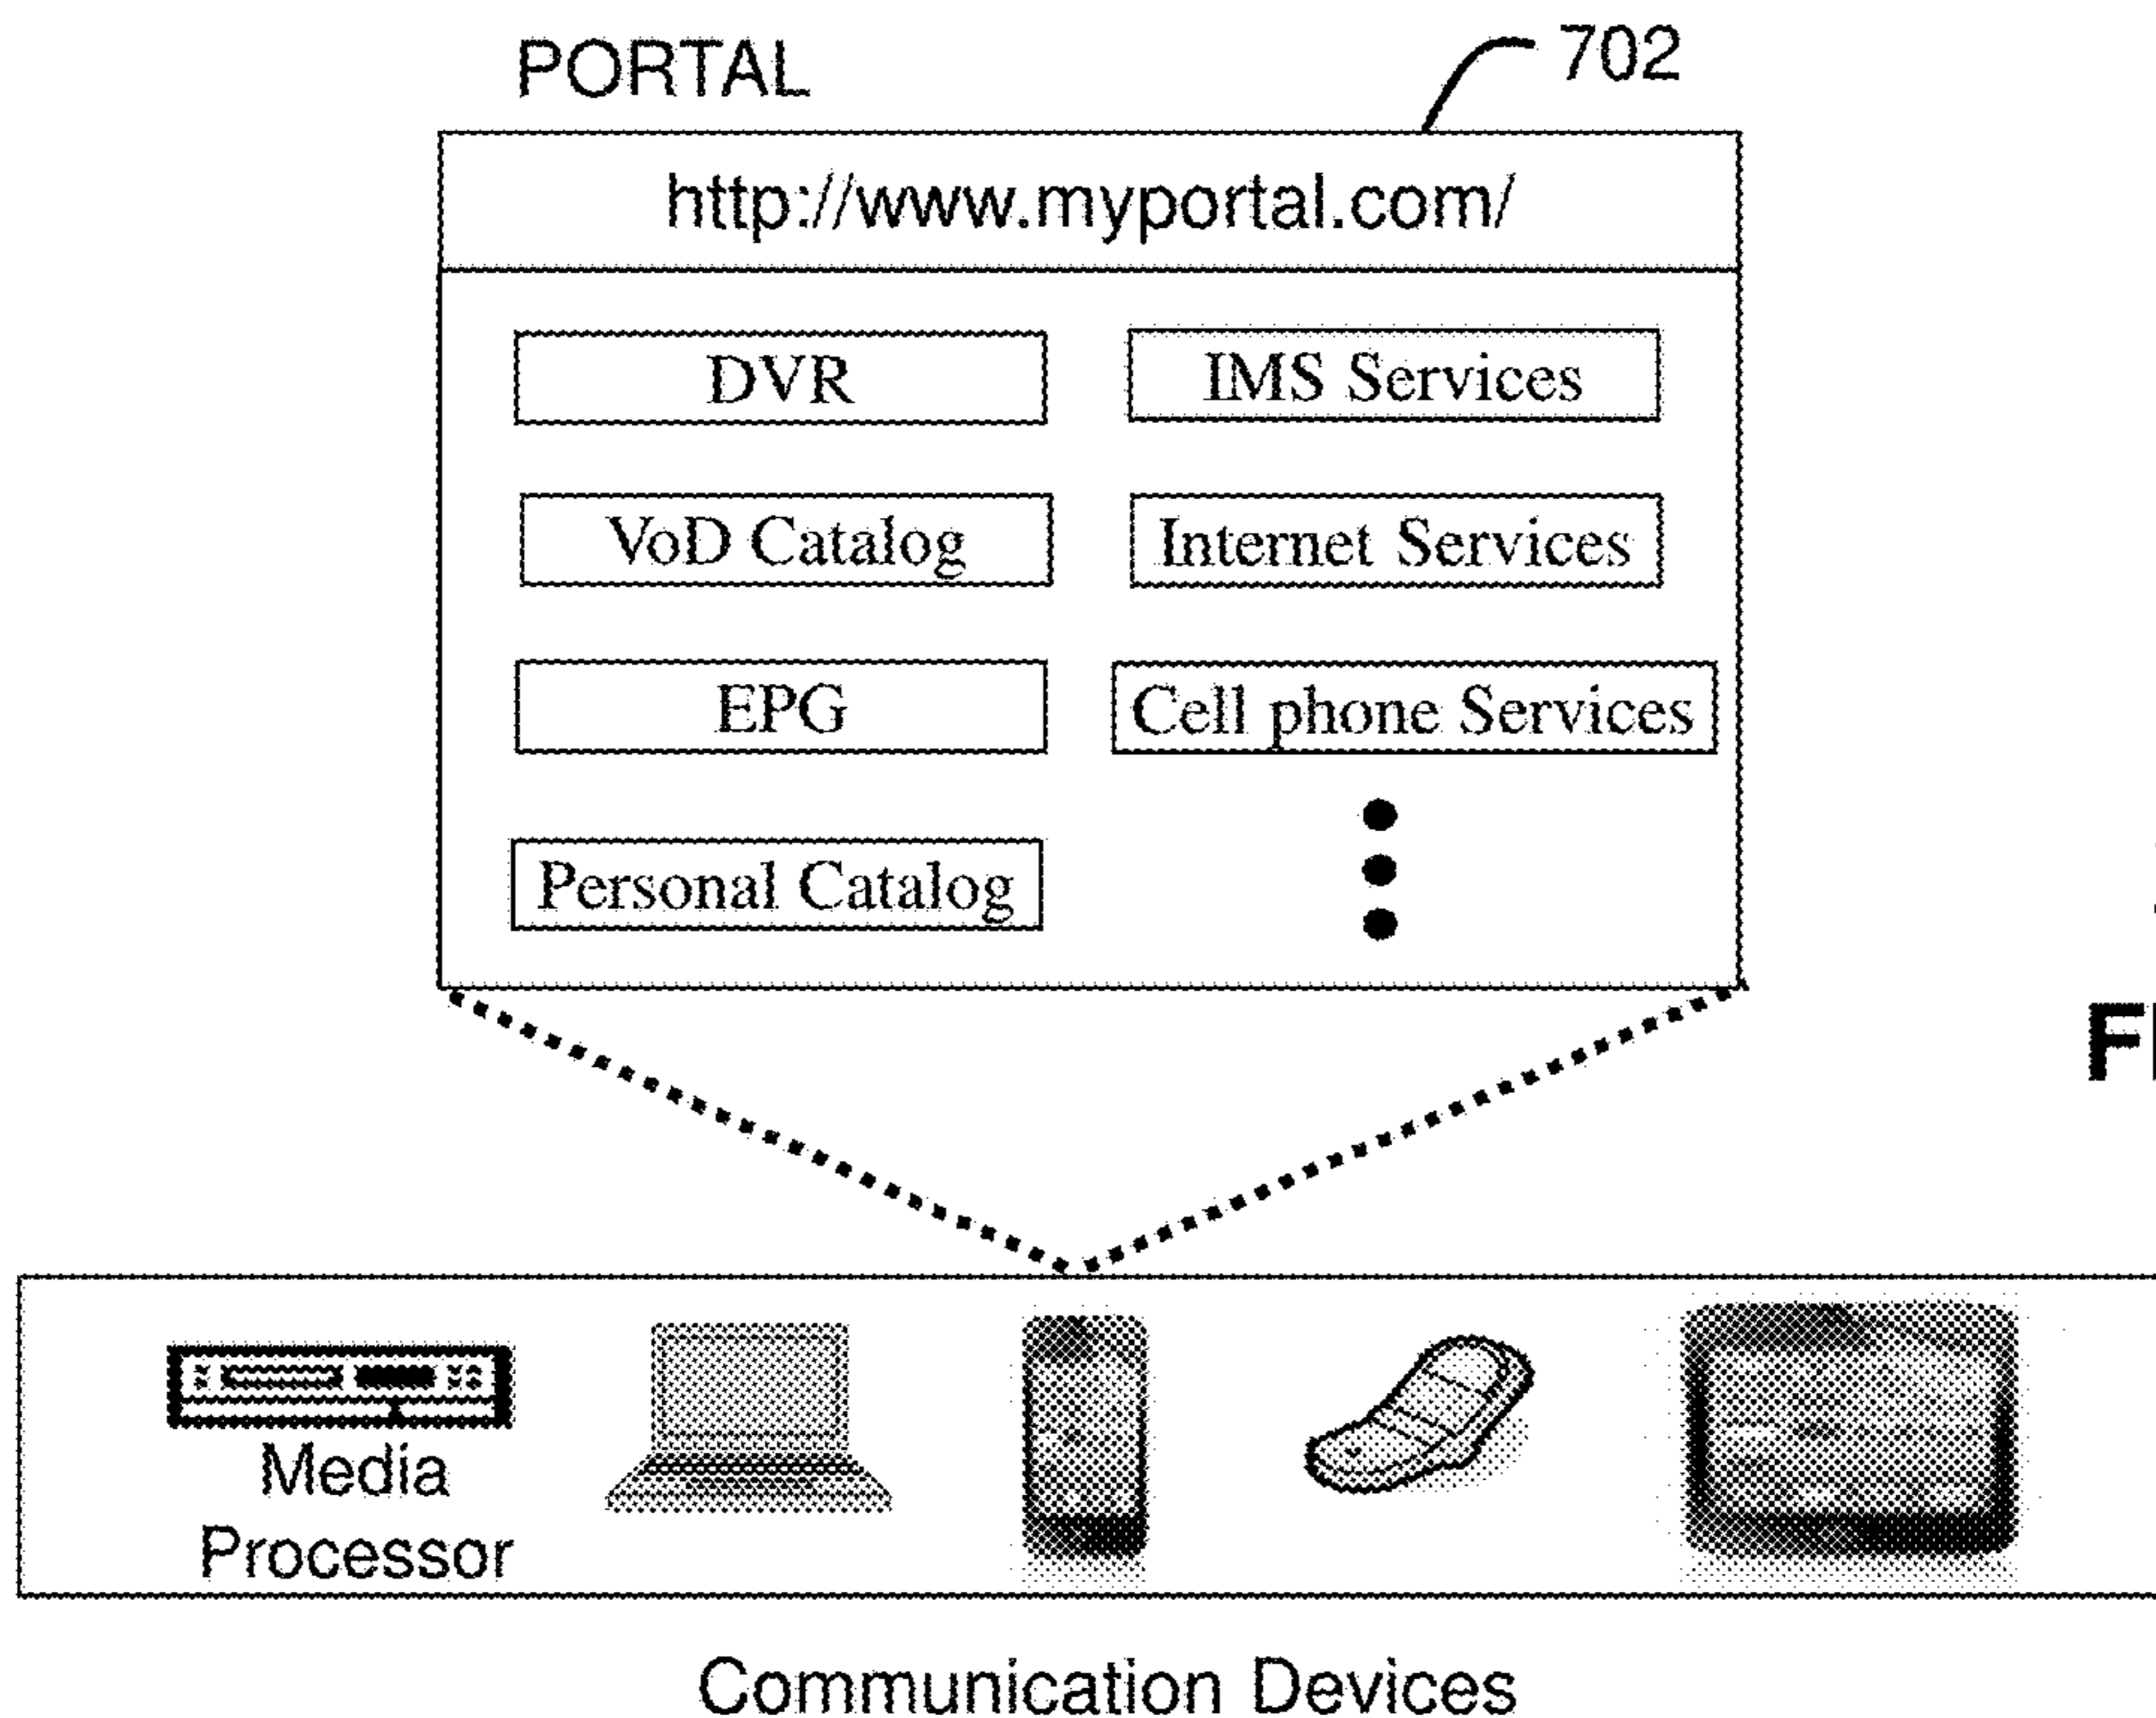 PORTAL
702
http://www.myportal.com/
DVR
IMS Services
VoD Catalog
Internet Services
EPG
Cell phone Services
Personal Catalog
Media
Processor
Communication Devices